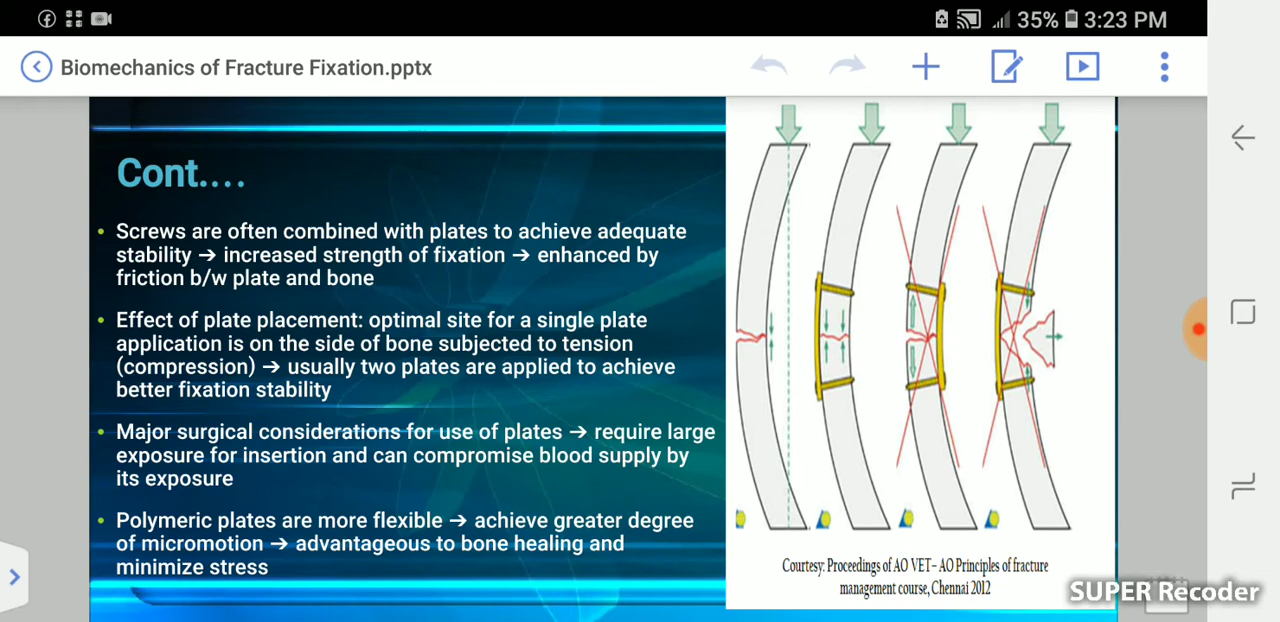 35% 3:23 PM
Biomechanics of Fracture Fixation.pptx
Cont....
• Screws are often combined with plates to achieve adequate
stability → increased strength of fixation → enhanced by
friction b/w plate and bone
• Effect of plate placement: optimal site for a single plate
application is on the side of bone subjected to tension
(compression) → usually two plates are applied to achieve
better fixation stability
• Major surgical considerations for use of plates → require large
exposure for insertion and can compromise blood supply by
its exposure
• Polymeric plates are more flexible → achieve greater degree
of micromotion → advantageous to bone healing and
minimize stress
Courtesy: Proceedings of AO VET– AO Principles of fracture
management course, Chennai 2012
SUPER Recoder